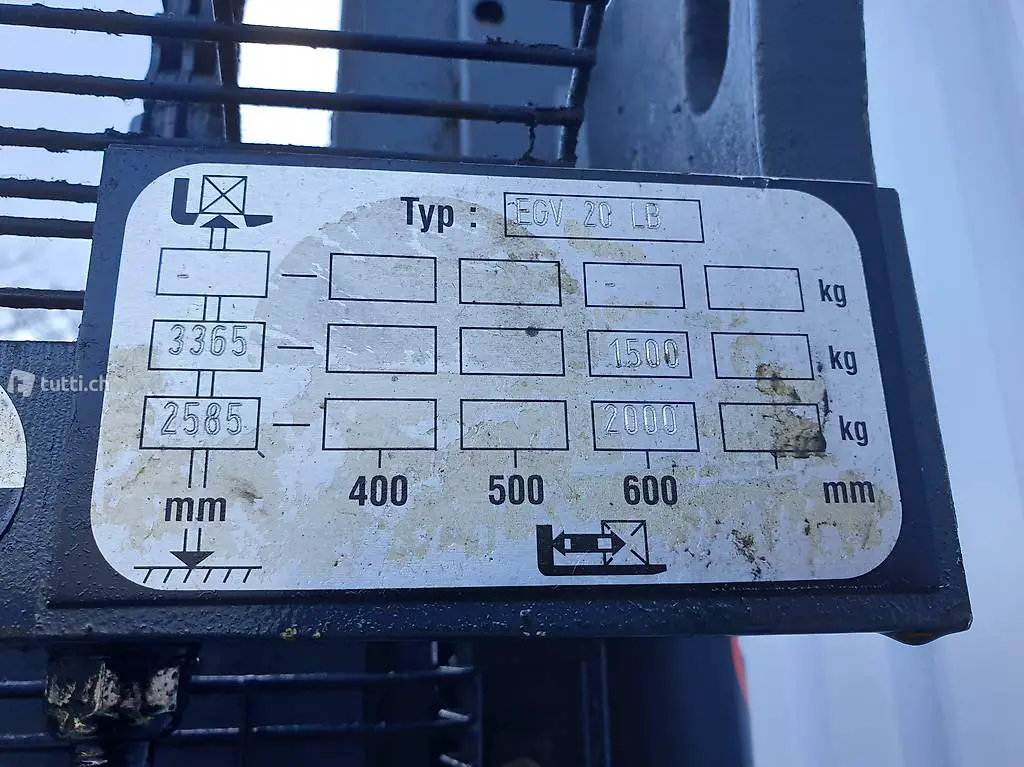 Typ : EGV 20 LB
- - - kg
3365 - 1500 kg
2585 - 2000 kg
mm 400 500 600 mm
tutti.ch